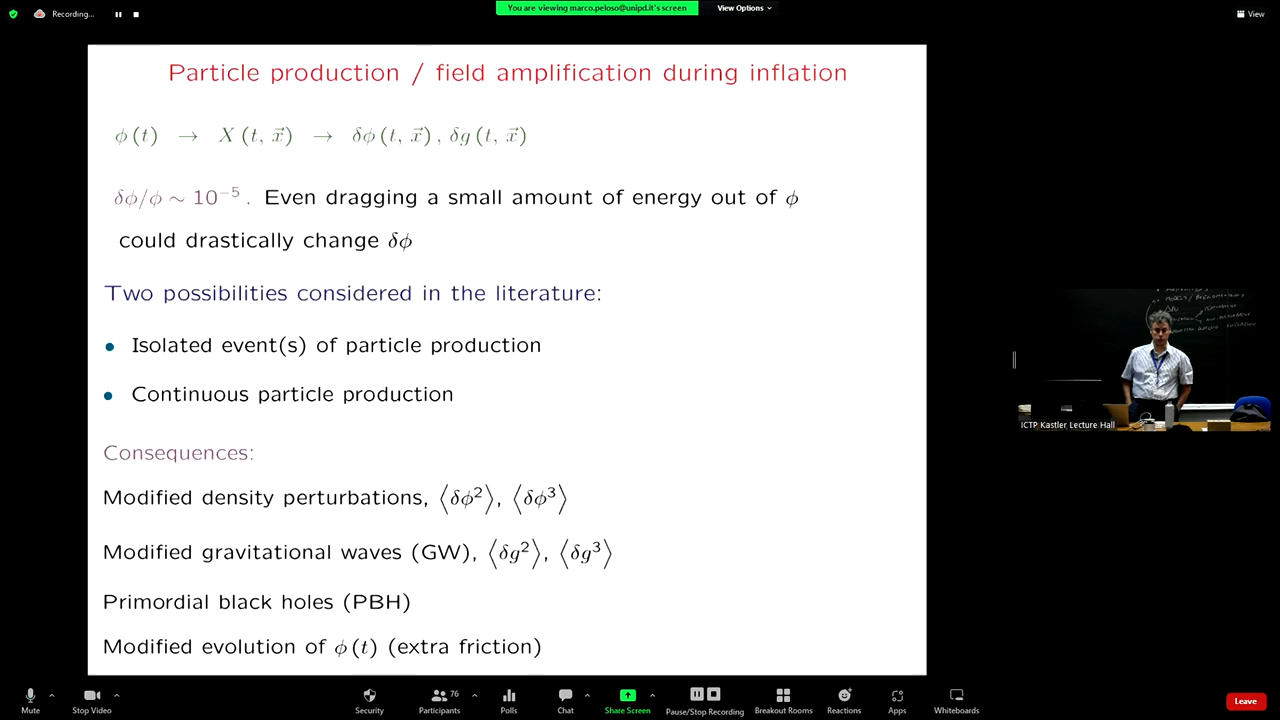 Recording...
You are viewing marco.peloso@unipd.it's screen
View Options
View
Particle production / field amplification during inflation
ϕ(t) → X(t, x⃗) → δϕ(t, x⃗), δg(t, x⃗)
δϕ/ϕ ∼ 10⁻⁵. Even dragging a small amount of energy out of ϕ
could drastically change δϕ
Two possibilities considered in the literature:
• Isolated event(s) of particle production
• Continuous particle production
Consequences:
Modified density perturbations, ⟨δϕ²⟩, ⟨δϕ³⟩
Modified gravitational waves (GW), ⟨δg²⟩, ⟨δg³⟩
Primordial black holes (PBH)
Modified evolution of ϕ(t) (extra friction)
ICTP Kastler Lecture Hall
Mute
Stop Video
Security
76
Participants
Polls
Chat
Share Screen
Pause/Stop Recording
Breakout Rooms
Reactions
Apps
Whiteboards
Leave